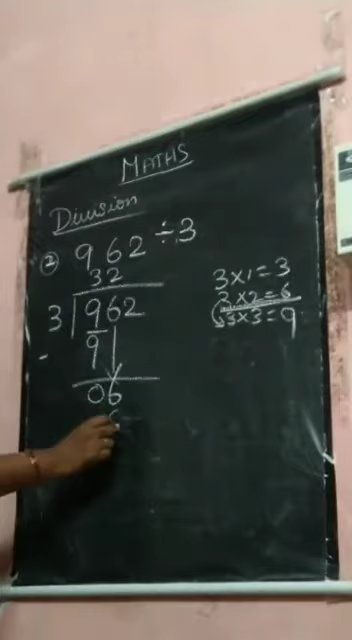 MATHS
Division
② 962 ÷ 3
32
3 962
- 9
06
6
3×1=3
3×2=6
3×3=9